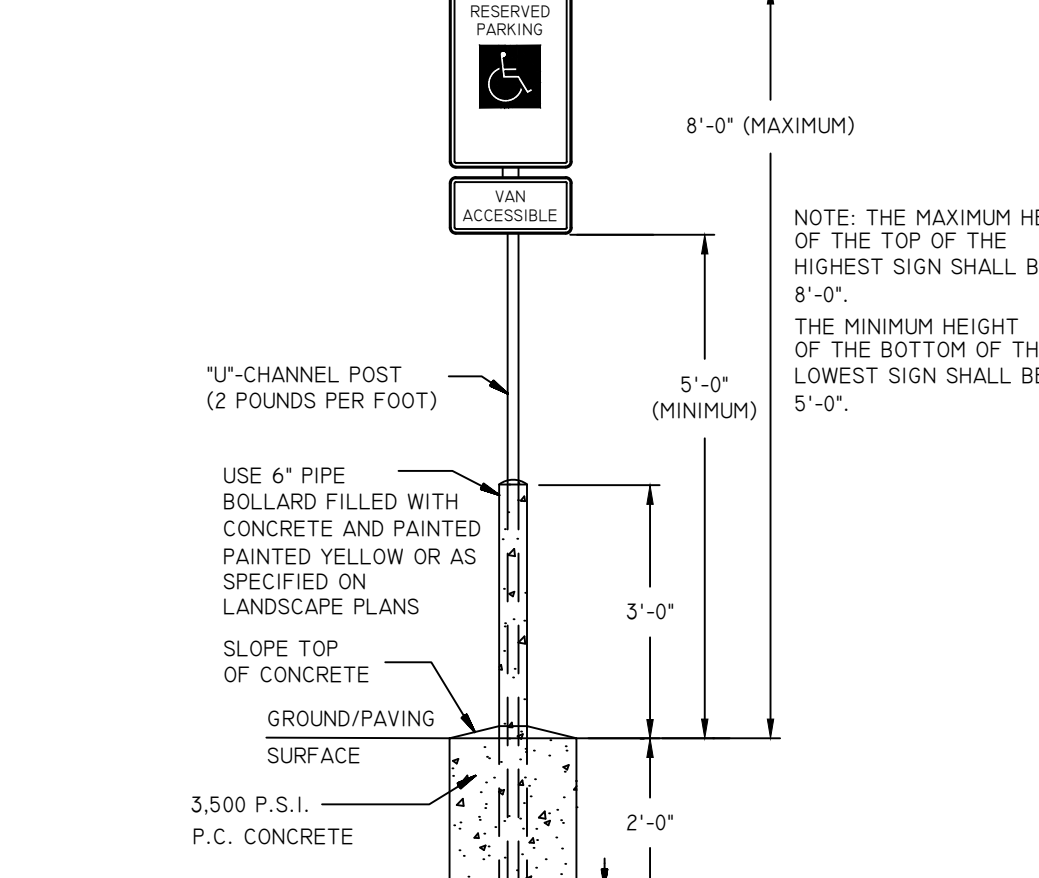 RESERVED
PARKING
8'-0" (MAXIMUM)
VAN
ACCESSIBLE
NOTE: THE MAXIMUM
OF THE TOP OF THE
HIGHEST SIGN SHALL
8'-0".
THE MINIMUM HEIGHT
OF THE BOTTOM OF
LOWEST SIGN SHALL
5'-0".
"U"-CHANNEL POST
(2 POUNDS PER FOOT)
5'-0"
(MINIMUM)
USE 6" PIPE
BOLLARD FILLED WITH
CONCRETE AND PAINTED
PAINTED YELLOW OR AS
SPECIFIED ON
LANDSCAPE PLANS
3'-0"
SLOPE TOP
OF CONCRETE
GROUND/PAVING
SURFACE
3,500 P.S.I.
P.C. CONCRETE
2'-0"